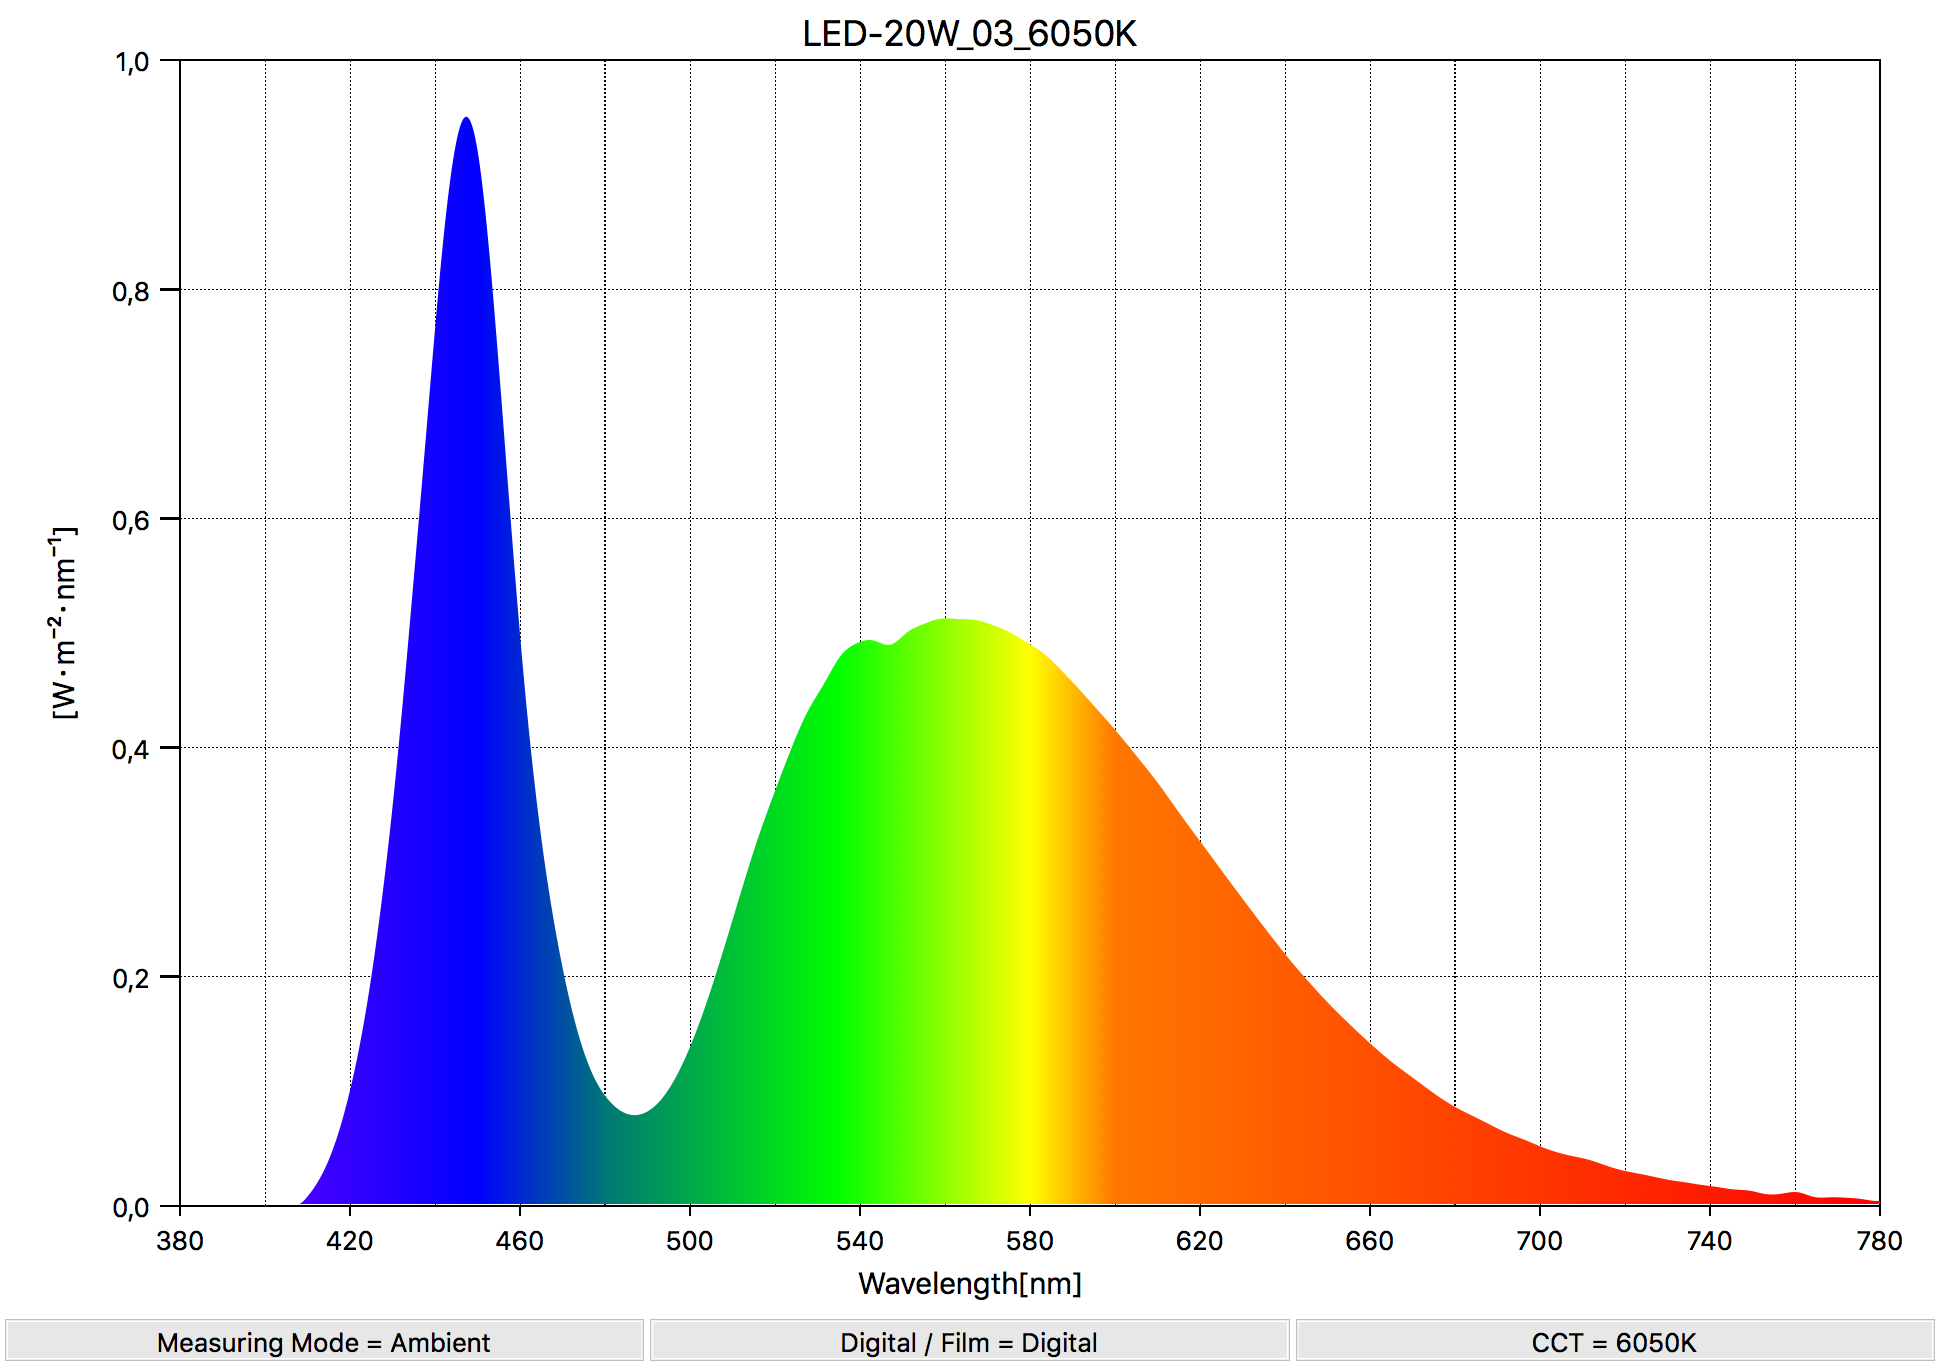 LED-20W_03_6050K
1,0
0,8
0,6
0,4
0,2
0,0
[W·m⁻²·nm⁻¹]
380 420 460 500 540 580 620 660 700 740 780
Wavelength[nm]
Measuring Mode = Ambient
Digital / Film = Digital
CCT = 6050K